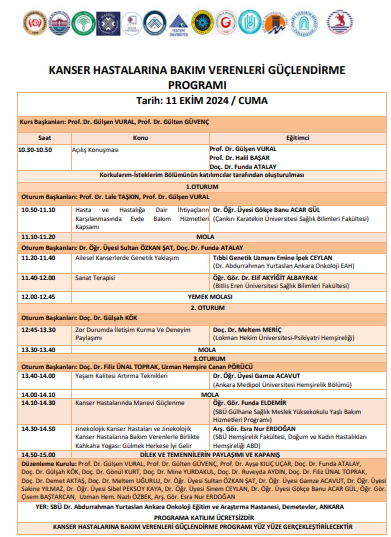 KANSER HASTALARINA BAKIM VERENLERİ GÜÇLENDİRME
PROGRAMI
Tarih: 11 EKİM 2024 / CUMA
Kurs Başkanları: Prof. Dr. Gülşen VURAL, Prof. Dr. Gülten GÜVENÇ,
Saat Konu Eğitimci
10.30-10.50 Açılış Konuşması Prof. Dr. Gülşen VURAL
Prof. Dr. Halil BAŞAR
Doç. Dr. Funda ATALAY
Korkularım-İsteklerim Bölümünün katılımcılar tarafından oluşturulması
1.OTURUM
Oturum Başkanları: Prof. Dr. Lale TAŞKIN, Prof. Dr. Gülşen VURAL
10.50-11.10 Hasta ve Hastalığa Dair İhtiyaçların Dr. Öğr. Üyesi Gökçe Banu ACAR GÜL
Karşılanmasında Evde Bakım Hizmetleri (Çankırı Karatekin Üniversitesi Sağlık Bilimleri Fakültesi)
Kapsamı
11.10-11.20 MOLA
Oturum Başkanları: Dr. Öğr. Üyesi Sultan ÖZKAN ŞAT, Doç. Dr. Funda ATALAY
11.20-11.40 Ailesel Kanserlerde Genetik Yaklaşım Tıbbi Genetik Uzmanı Emine İpek CEYLAN
(Dr. Abdurrahman Yurtaslan Ankara Onkoloji EAH)
11.40-12.00 Sanat Terapisi Öğr. Gör. Dr. Elif AKYİĞİT ALBAYRAK
(Bitlis Eren Üniversitesi Sağlık Bilimleri Fakültesi)
12.00-12.45 YEMEK MOLASI
2. OTURUM
Oturum Başkanları: Doç. Dr. Gülşah KÖK
12:45-13.30 Zor Durumda İletişim Kurma Ve Deneyim Doç. Dr. Meltem MERİÇ
Paylaşımı (Lokman Hekim Üniversitesi-Psikiyatri Hemşireliği)
13.30-13.40 MOLA
3.OTURUM
Oturum Başkanları: Doç. Dr. Filiz ÜNAL TOPRAK, Uzman Hemşire Canan PÖRÜCÜ
13.40-14.00 Yaşam Kalitesi Artırma Teknikleri Dr. Öğr. Üyesi Gamze ACAVUT
(Ankara Medipol Üniversitesi Hemşirelik Bölümü)
14.00-14.10 MOLA
14.10-14.30 Kanser Hastalarında Manevi Güçlenme Öğr. Gör. Funda ELDEMİR
(SBÜ Gülhane Sağlık Meslek Yüksekokulu Yaşlı Bakım
Hizmetleri Programı)
14.30-14.50 Jinekolojik Kanser Hastaları ve Jinekolojik Arş. Gör. Esra Nur ERDOĞAN
Kanser Hastalarına Bakım Verenlerle Birlikte (SBÜ Hemşirelik Fakültesi, Doğum ve Kadın Hastalıkları
Kahkaha Yogası: Gülmek Herkese İyi Gelir Hemşireliği ABD)
14.50-15.00 DİLEK VE TEMENNİLERİN PAYLAŞIMI VE KAPANIŞ
Düzenleme Kurulu: Prof. Dr. Gülşen VURAL, Prof. Dr. Gülten GÜVENÇ, Prof. Dr. Ayşe KILIÇ UÇAR, Doç. Dr. Funda ATALAY,
Doç. Dr. Gülşah KÖK, Doç. Dr. Gönül KURT, Doç. Dr. Mine YURDAKUL, Doç. Dr. Ruveyda AYDIN, Doç. Dr. Filiz ÜNAL TOPRAK,
Doç. Dr. Demet AKTAŞ, Doç. Dr. Meltem UĞURLU, Dr. Öğr. Üyesi Sultan ÖZKAN ŞAT, Dr. Öğr. Üyesi Gamze ACAVUT, Dr. Öğr. Üyesi
Sakine YILMAZ, Dr. Öğr. Üyesi Sibel PEKSOY KAYA, Dr. Öğr. Üyesi Sinem CEYLAN, Dr. Öğr. Üyesi Gökçe Banu ACAR GÜL, Öğr. Gör.
Çisem BAŞTARCAN, Uzman Hem. Nazlı ÖZBEK, Arş. Gör. Esra Nur ERDOĞAN
YER: SBÜ Dr. Abdurrahman Yurtaslan Ankara Onkoloji Eğitim ve Araştırma Hastanesi, Demetevler, ANKARA
PROGRAMA KATILIM ÜCRETSİZDİR
KANSER HASTALARINA BAKIM VERENLERİ GÜÇLENDİRME PROGRAMI YÜZ YÜZE GERÇEKLEŞTİRİLECEKTİR